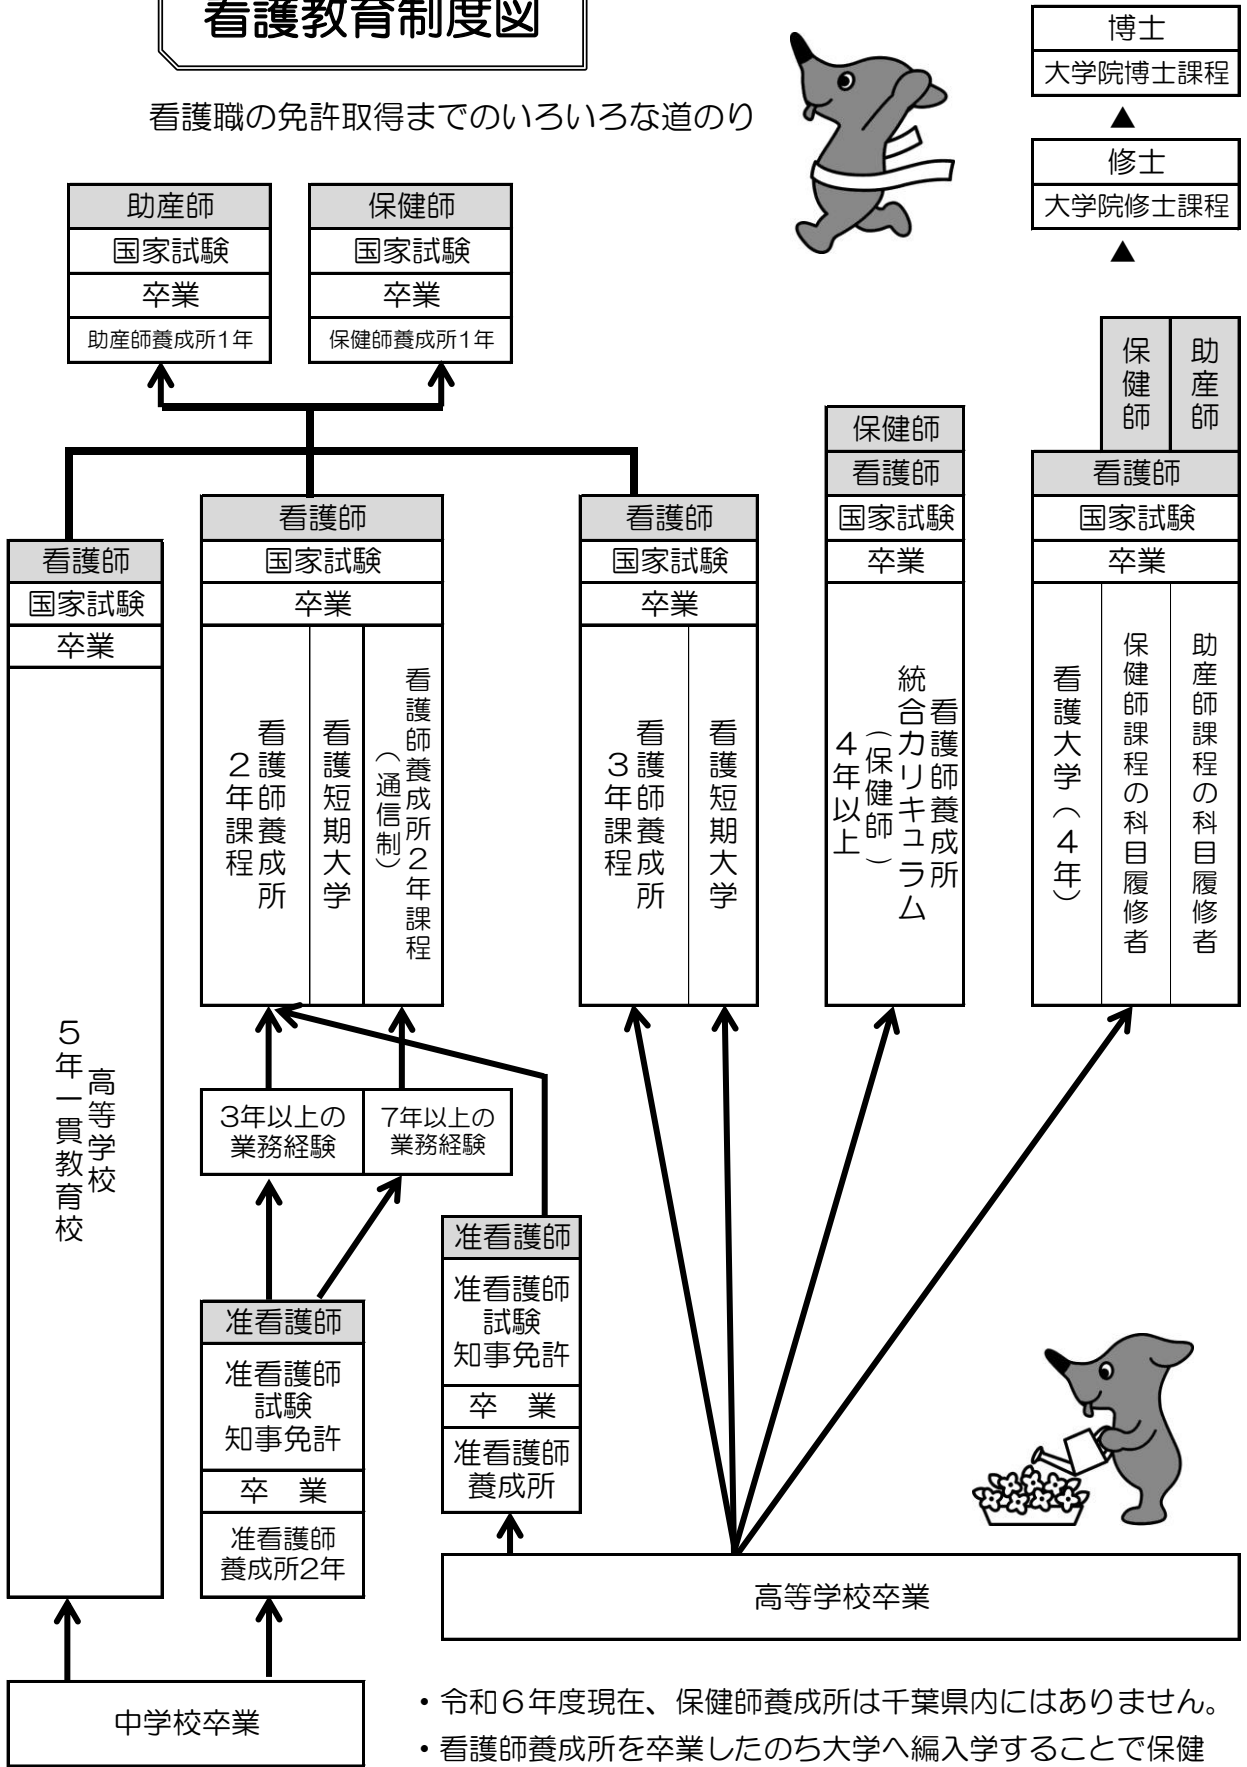 看護教育制度図
看護職の免許取得までのいろいろな道のり
博士
大学院博士課程
▲
修士
大学院修士課程
▲
助産師
国家試験
卒業
助産師養成所1年
保健師
国家試験
卒業
保健師養成所1年
看護師
国家試験
卒業
高等学校
5年一貫教育校
看護師
国家試験
卒業
看護師養成所
2年課程
看護短期大学
看護師養成所2年課程
（通信制）
看護師
国家試験
卒業
看護師養成所
3年課程
看護短期大学
保健師
看護師
国家試験
卒業
看護師養成所
統合カリキュラム
（保健師）
4年以上
保健師
助産師
看護師
国家試験
卒業
看護大学（4年）
保健師課程の科目履修者
助産師課程の科目履修者
3年以上の
業務経験
7年以上の
業務経験
准看護師
准看護師
試験
知事免許
卒　業
准看護師
養成所2年
准看護師
准看護師
試験
知事免許
卒　業
准看護師
養成所
高等学校卒業
中学校卒業
・令和６年度現在、保健師養成所は千葉県内にはありません。
・看護師養成所を卒業したのち大学へ編入学することで保健